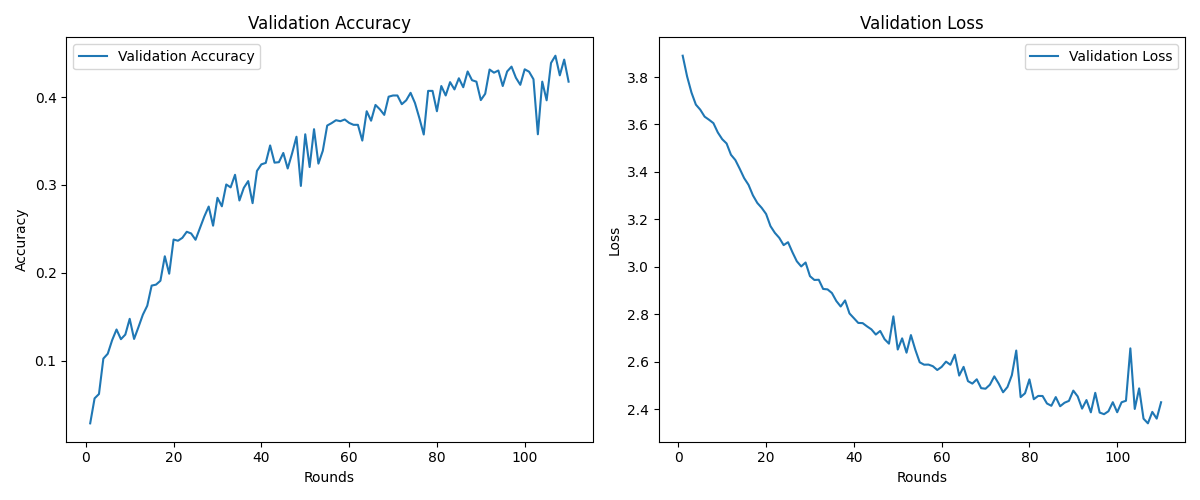 Validation Accuracy
Validation Accuracy
0.4
0.3
0.2
0.1
Accuracy
0 20 40 60 80 100
Rounds
Validation Loss
Validation Loss
3.8
3.6
3.4
3.2
3.0
2.8
2.6
2.4
Loss
0 20 40 60 80 100
Rounds